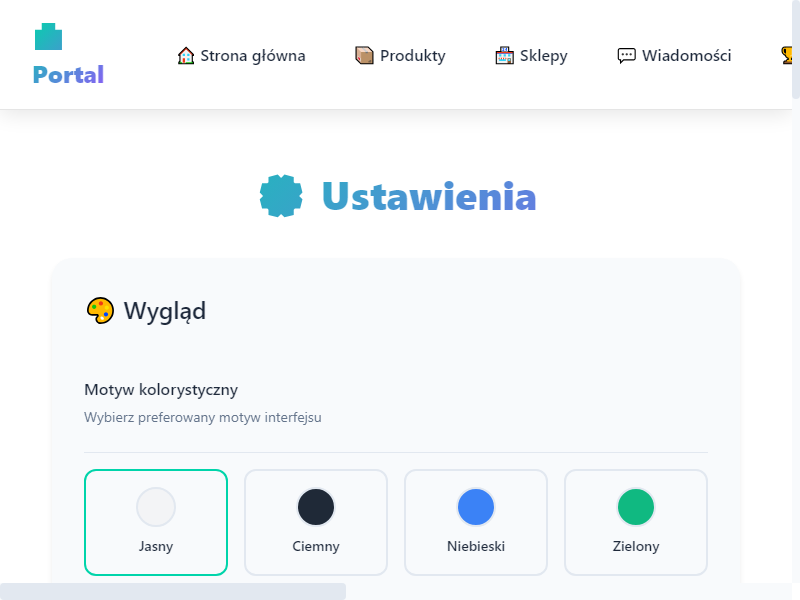 Portal
Strona główna
Produkty
Sklepy
Wiadomości
Ustawienia
Wygląd
Motyw kolorystyczny
Wybierz preferowany motyw interfejsu
Jasny
Ciemny
Niebieski
Zielony